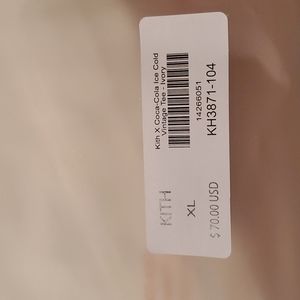 Kith X Coca-Cola Ice Cold
Vintage Tee - Ivory
14266051
KH3871-104
KITH
XL
$ 70.00 USD